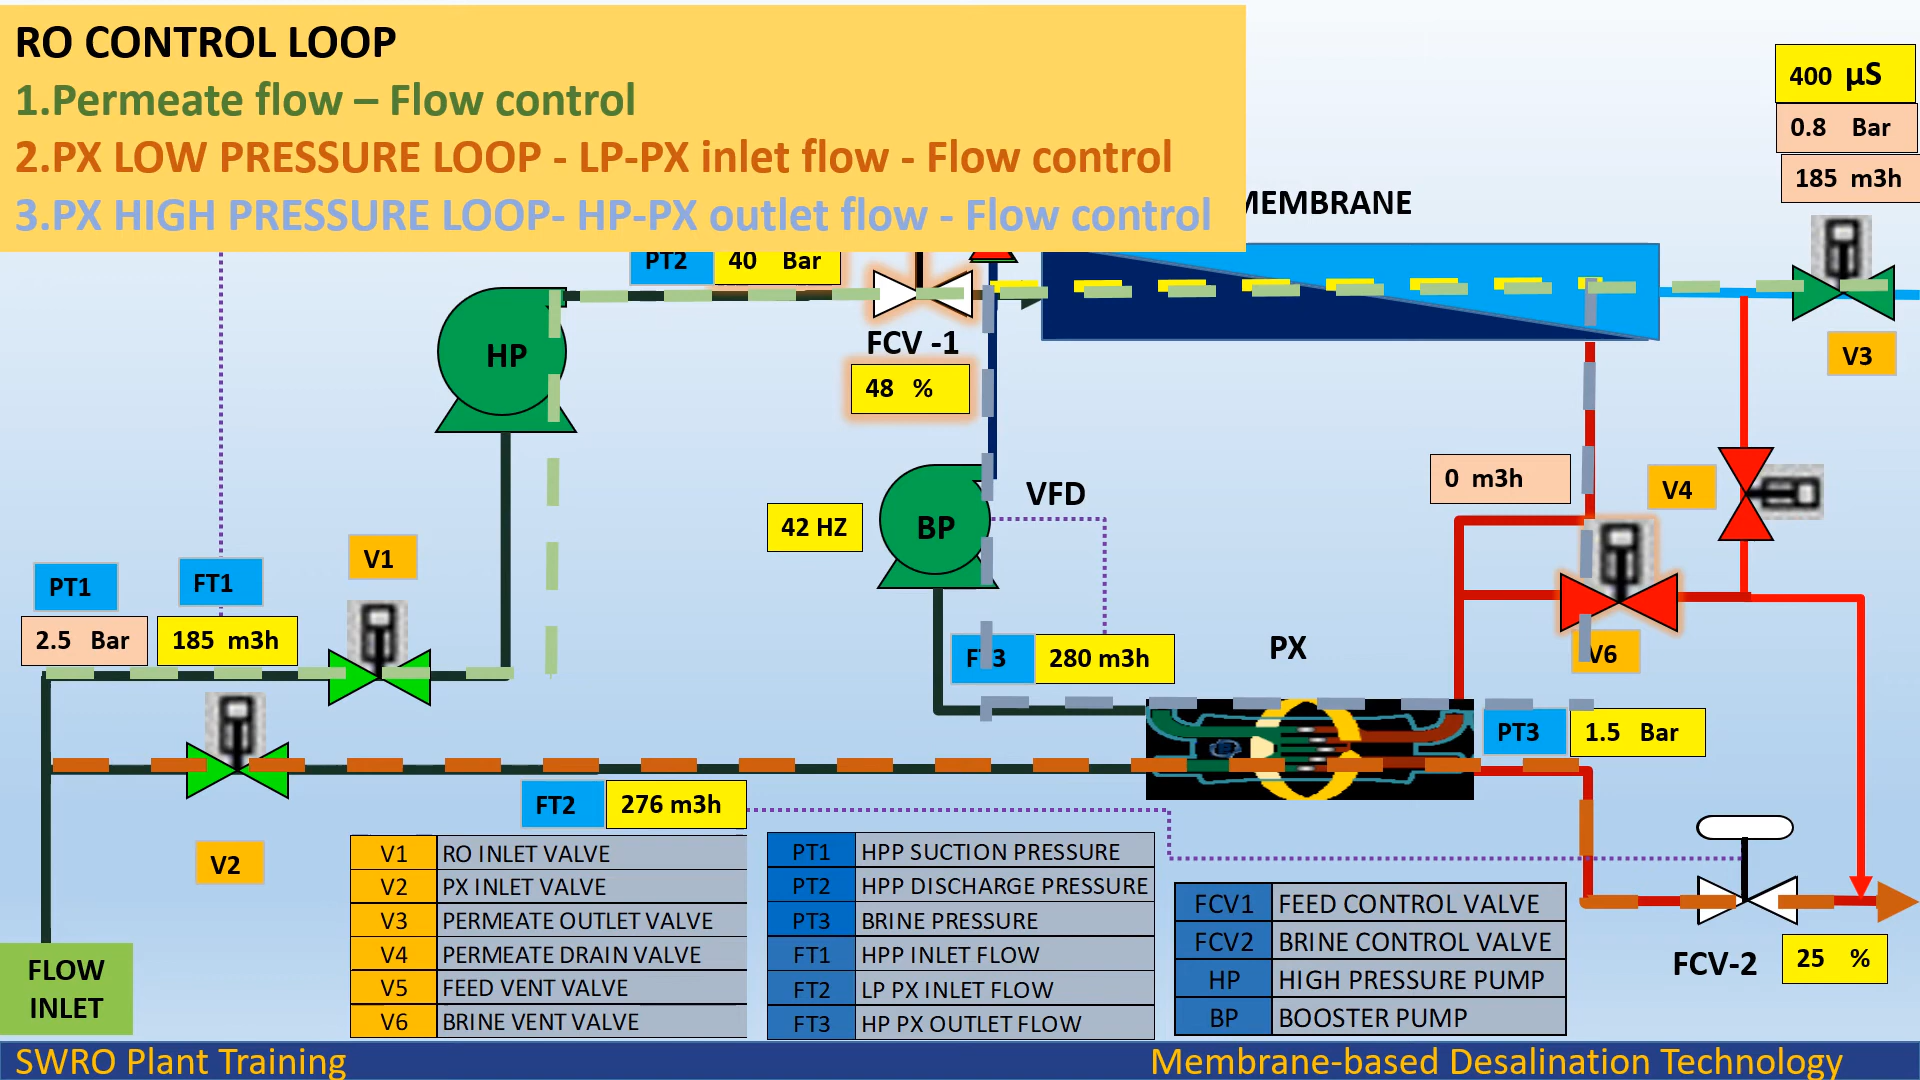 RO CONTROL LOOP
1.Permeate flow – Flow control
2.PX LOW PRESSURE LOOP - LP-PX inlet flow - Flow control
3.PX HIGH PRESSURE LOOP- HP-PX outlet flow - Flow control
400 µS
0.8 Bar
185 m3h
MEMBRANE
PT2 40 Bar
HP
FCV -1
48 %
V3
BP
VFD
42 HZ
0 m3h
V4
V1
PT1
FT1
2.5 Bar
185 m3h
FT3 280 m3h
PX
V6
PT3 1.5 Bar
V2
FT2 276 m3h
V1 RO INLET VALVE
V2 PX INLET VALVE
V3 PERMEATE OUTLET VALVE
V4 PERMEATE DRAIN VALVE
V5 FEED VENT VALVE
V6 BRINE VENT VALVE
PT1 HPP SUCTION PRESSURE
PT2 HPP DISCHARGE PRESSURE
PT3 BRINE PRESSURE
FT1 HPP INLET FLOW
FT2 LP PX INLET FLOW
FT3 HP PX OUTLET FLOW
FCV1 FEED CONTROL VALVE
FCV2 BRINE CONTROL VALVE
HP HIGH PRESSURE PUMP
BP BOOSTER PUMP
FCV-2
25 %
FLOW
INLET
SWRO Plant Training
Membrane-based Desalination Technology